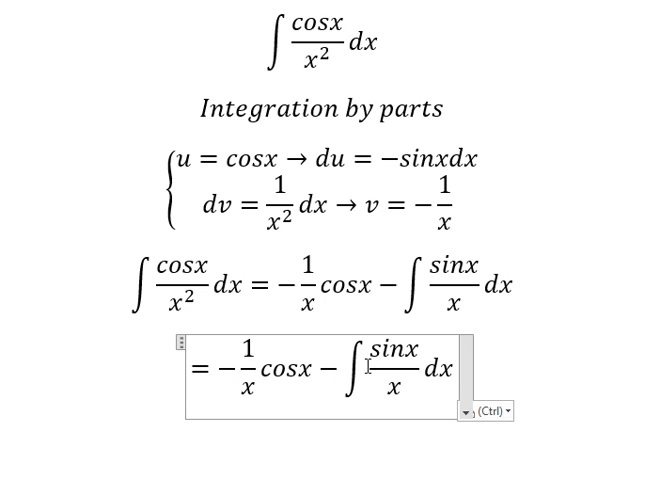 ∫ cosx/x² dx
Integration by parts
{u = cosx → du = −sinxdx
dv = 1/x² dx → v = −1/x
∫ cosx/x² dx = −1/x cosx − ∫ sinx/x dx
= −1/x cosx − ∫ sinx/x dx
(Ctrl)